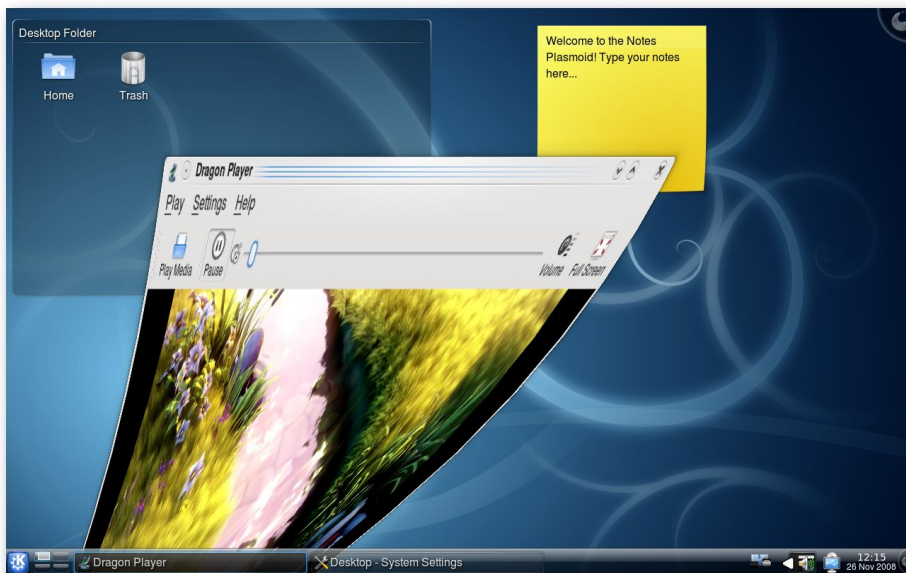 Desktop Folder
Home
Trash
Welcome to the Notes
Plasmoid! Type your notes
here...
Dragon Player
Play Settings Help
Play Media
Pause
Volume
Full Screen
Dragon Player
Desktop - System Settings
12:15
26 Nov 2008